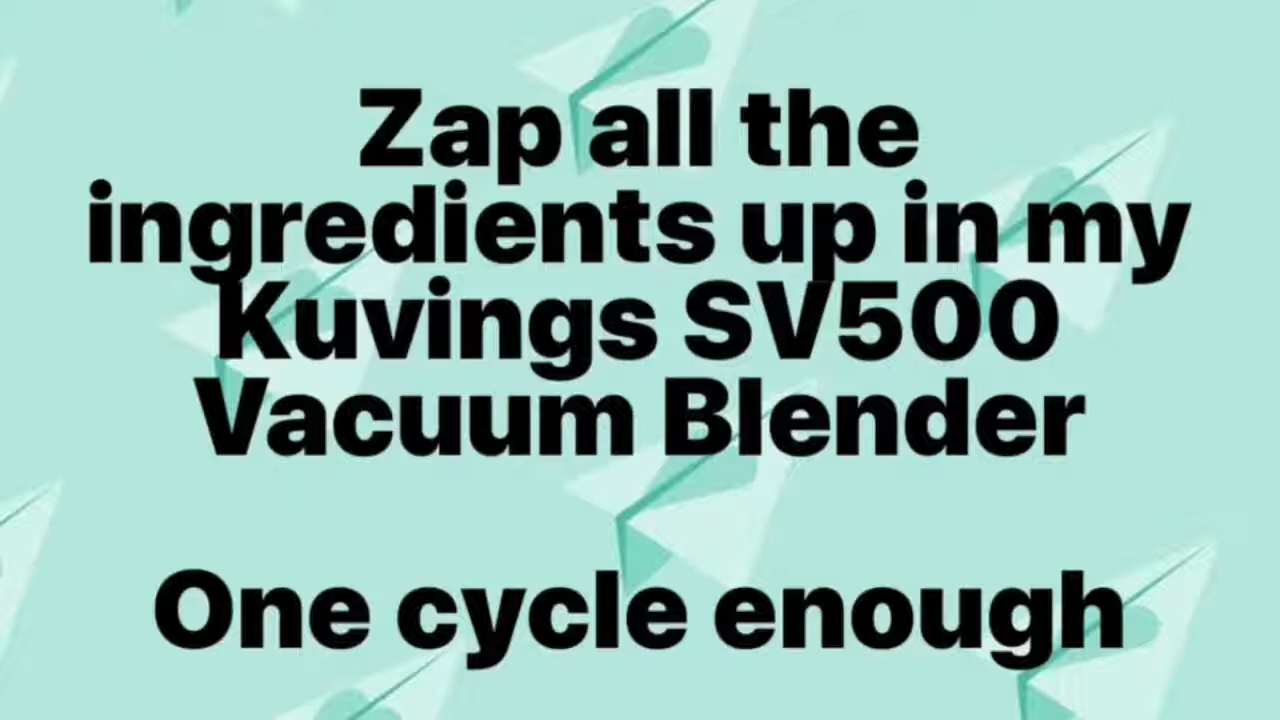 Zap all the
ingredients up in my
Kuvings SV500
Vacuum Blender
One cycle enough